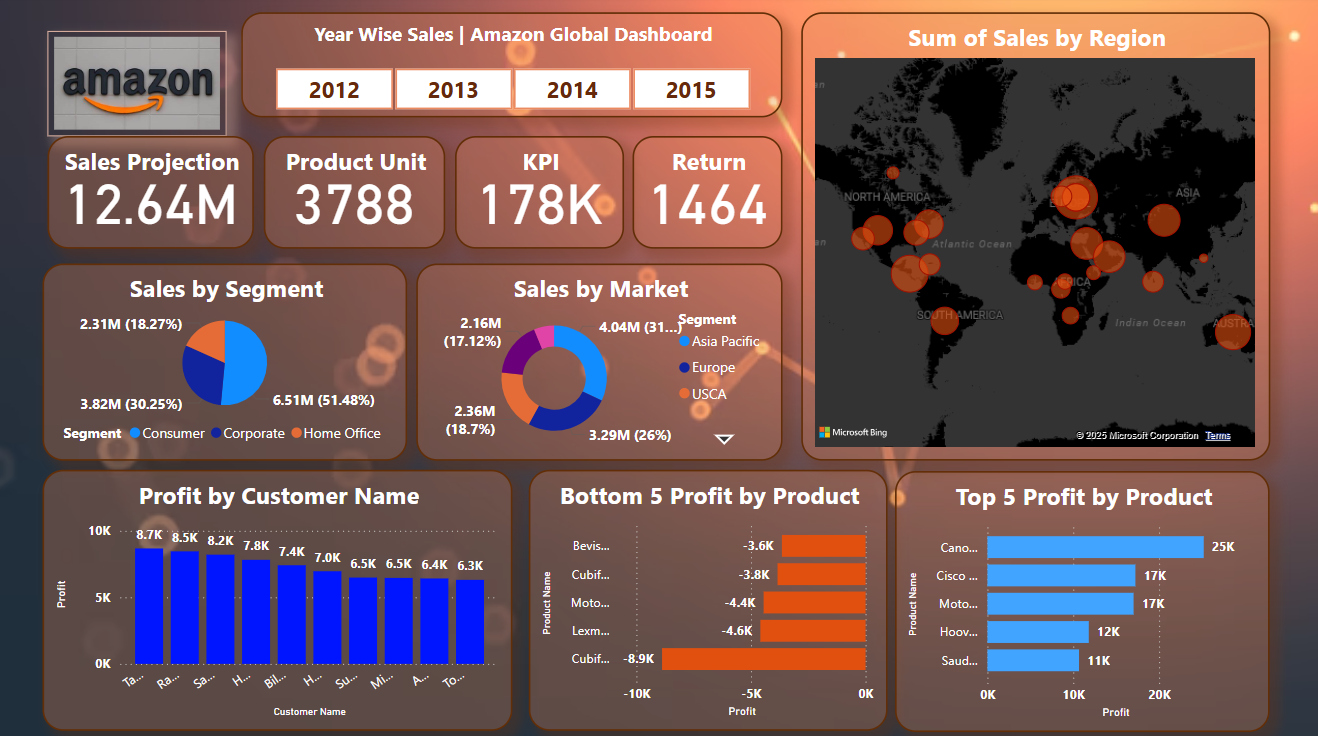 amazon
Year Wise Sales | Amazon Global Dashboard
2012
2013
2014
2015
Sales Projection
12.64M
Product Unit
3788
KPI
178K
Return
1464
Sum of Sales by Region
NORTH AMERICA
ASIA
Atlantic Ocean
SOUTH AMERICA
Indian Ocean
Microsoft Bing
© 2025 Microsoft Corporation Terms
Sales by Segment
2.31M (18.27%)
3.82M (30.25%)
6.51M (51.48%)
Segment Consumer Corporate Home Office
Sales by Market
2.16M
(17.12%)
4.04M (31...)
2.36M
(18.7%)
3.29M (26%)
Segment
Asia Pacific
Europe
USCA
Profit by Customer Name
Profit
10K
5K
0K
8.7K
8.5K
8.2K
7.8K
7.4K
7.0K
6.5K
6.5K
6.4K
6.3K
Ta...
Ra...
Sa...
H...
Bil...
H...
Su...
Mi...
A...
To...
Customer Name
Bottom 5 Profit by Product
Product Name
Bevis... -3.6K
Cubif... -3.8K
Moto... -4.4K
Lexm... -4.6K
Cubif... -8.9K
-10K -5K 0K
Profit
Top 5 Profit by Product
Product Name
Cano... 25K
Cisco ... 17K
Moto... 17K
Hoov... 12K
Saud... 11K
0K 10K 20K
Profit